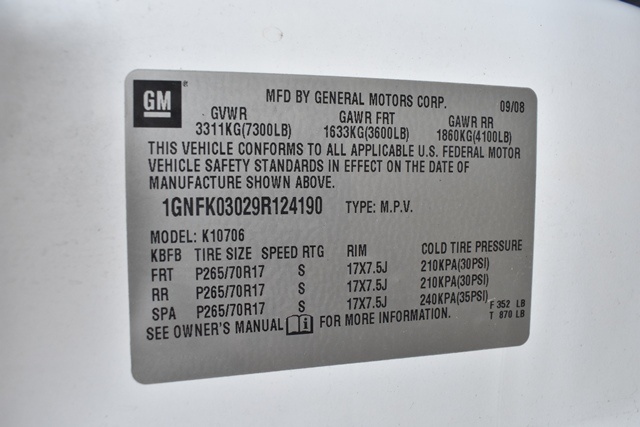 GM
MFD BY GENERAL MOTORS CORP. 09/08
GVWR GAWR FRT GAWR RR
3311KG(7300LB) 1633KG(3600LB) 1860KG(4100LB)
THIS VEHICLE CONFORMS TO ALL APPLICABLE U.S. FEDERAL MOTOR
VEHICLE SAFETY STANDARDS IN EFFECT ON THE DATE OF
MANUFACTURE SHOWN ABOVE.
1GNFK03029R124190 TYPE: M.P.V.
MODEL: K10706
KBFB TIRE SIZE SPEED RTG RIM COLD TIRE PRESSURE
FRT P265/70R17 S 17X7.5J 210KPA(30PSI)
RR P265/70R17 S 17X7.5J 210KPA(30PSI)
SPA P265/70R17 S 17X7.5J 240KPA(35PSI)
F 352 LB
T 870 LB
SEE OWNER'S MANUAL i FOR MORE INFORMATION.